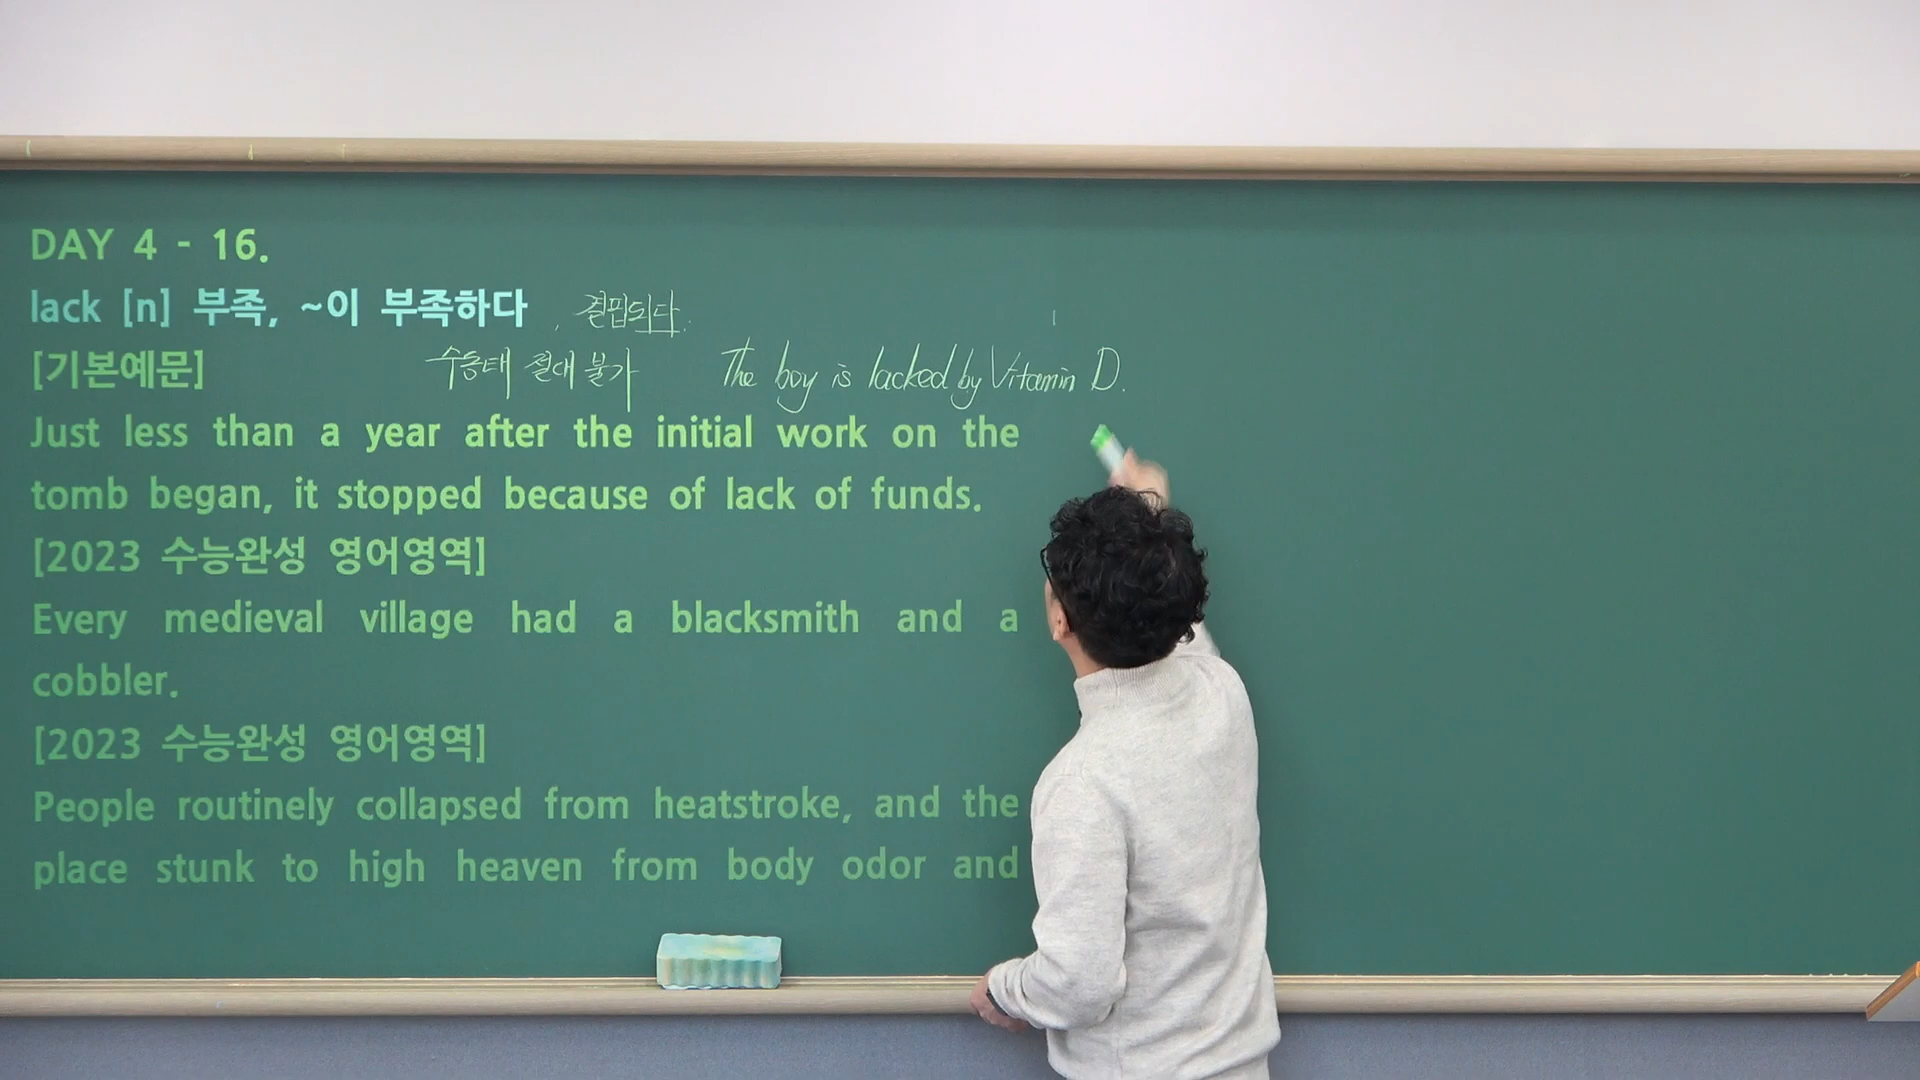 DAY 4 - 16.
lack [n] 부족, ~이 부족하다 , 결핍되다.
[기본예문] 수동태 절대 불가 The boy is lacked by Vitamin D.
Just less than a year after the initial work on the
tomb began, it stopped because of lack of funds.
[2023 수능완성 영어영역]
Every medieval village had a blacksmith and a
cobbler.
[2023 수능완성 영어영역]
People routinely collapsed from heatstroke, and the
place stunk to high heaven from body odor and